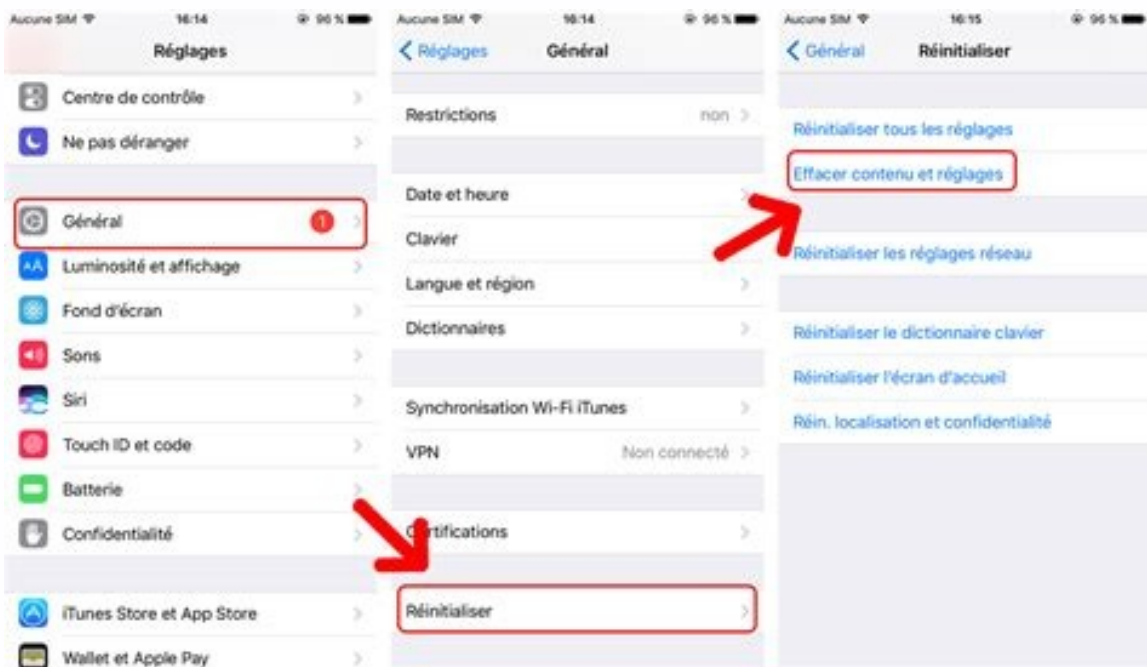 Aucune SIM 16:14 96 %
Réglages
Centre de contrôle
Ne pas déranger
Général 1
Luminosité et affichage
Fond d'écran
Sons
Siri
Touch ID et code
Batterie
Confidentialité
iTunes Store et App Store
Wallet et Apple Pay
Aucune SIM 16:14 96 %
Réglages Général
Restrictions non
Date et heure
Clavier
Langue et région
Dictionnaires
Synchronisation Wi-Fi iTunes
VPN Non connecté
Certifications
Réinitialiser
Aucune SIM 16:15 96 %
Général Réinitialiser
Réinitialiser tous les réglages
Effacer contenu et réglages
Réinitialiser les réglages réseau
Réinitialiser le dictionnaire clavier
Réinitialiser l'écran d'accueil
Réin. localisation et confidentialité